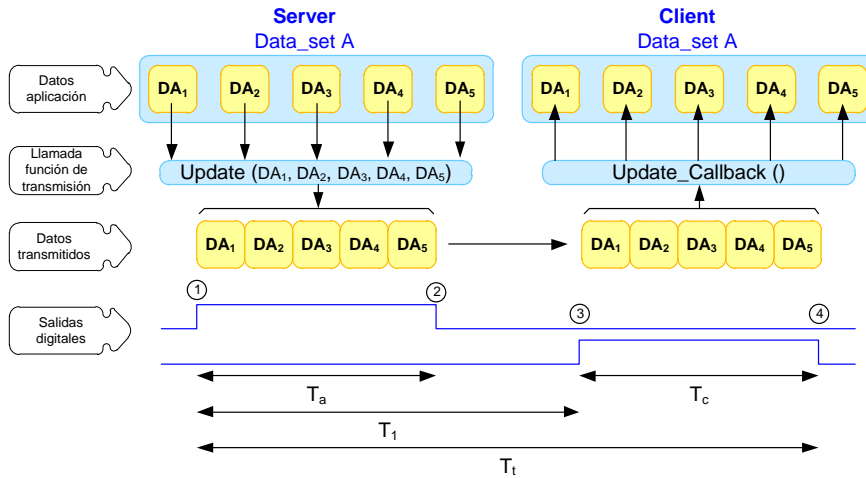 Server
Client
Data_set A
Data_set A
Datos
aplicación
DA1 DA2 DA3 DA4 DA5
DA1 DA2 DA3 DA4 DA5
Llamada
función de
transmisión
Update (DA1, DA2, DA3, DA4, DA5)
Update_Callback ()
Datos
transmitidos
DA1 DA2 DA3 DA4 DA5
DA1 DA2 DA3 DA4 DA5
Salidas
digitales
1
2
3
4
Ta
Tc
T1
Tt